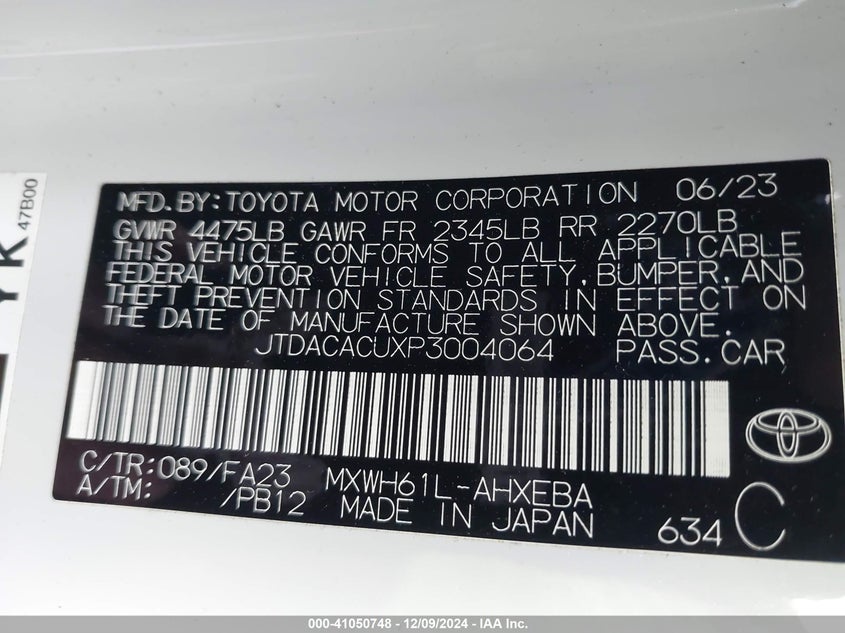 YK
47B00
MFD.BY:TOYOTA MOTOR CORPORATION 06/23
GVWR 4475LB GAWR FR 2345LB RR 2270LB
THIS VEHICLE CONFORMS TO ALL APPLICABLE
FEDERAL MOTOR VEHICLE SAFETY,BUMPER,AND
THEFT PREVENTION STANDARDS IN EFFECT ON
THE DATE OF MANUFACTURE SHOWN ABOVE.
JTDACACUXP3004064 PASS.CAR
C/TR:089/FA23 MXWH61L-AHXEBA
A/TM: /PB12 MADE IN JAPAN 634 C
000-41050748 - 12/09/2024 - IAA Inc.